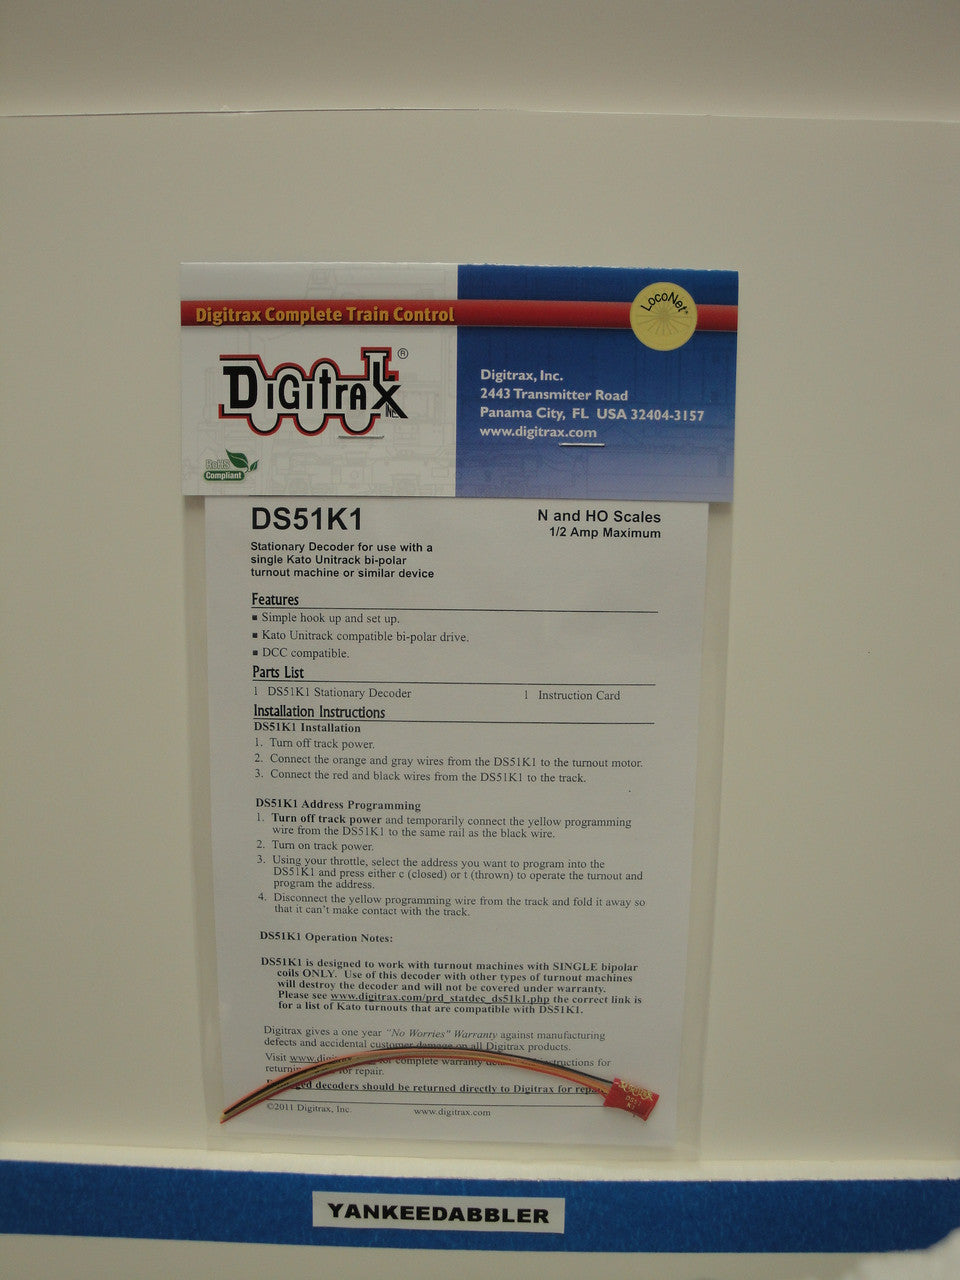 Digitrax Complete Train Control
LocoNet®
DIGITRAX ®
INC.
RoHS
Compliant
Digitrax, Inc.
2443 Transmitter Road
Panama City, FL USA 32404-3157
www.digitrax.com
DS51K1
N and HO Scales
1/2 Amp Maximum
Stationary Decoder for use with a
single Kato Unitrack bi-polar
turnout machine or similar device
Features
▪ Simple hook up and set up.
▪ Kato Unitrack compatible bi-polar drive.
▪ DCC compatible.
Parts List
1 DS51K1 Stationary Decoder 1 Instruction Card
Installation Instructions
DS51K1 Installation
1. Turn off track power.
2. Connect the orange and gray wires from the DS51K1 to the turnout motor.
3. Connect the red and black wires from the DS51K1 to the track.
DS51K1 Address Programming
1. Turn off track power and temporarily connect the yellow programming
wire from the DS51K1 to the same rail as the black wire.
2. Turn on track power.
3. Using your throttle, select the address you want to program into the
DS51K1 and press either c (closed) or t (thrown) to operate the turnout and
program the address.
4. Disconnect the yellow programming wire from the track and fold it away so
that it can't make contact with the track.
DS51K1 Operation Notes:
DS51K1 is designed to work with turnout machines with SINGLE bipolar
coils ONLY. Use of this decoder with other types of turnout machines
will destroy the decoder and will not be covered under warranty.
Please see www.digitrax.com/prd_statdec_ds51k1.php the correct link is
for a list of Kato turnouts that are compatible with DS51K1.
Digitrax gives a one year "No Worries" Warranty against manufacturing
defects and accidental customer damage on all Digitrax products.
Visit for complete warranty for
for repair.
decoders should be returned directly to Digitrax for
©2011 Digitrax, Inc. www.digitrax.com
DIGITRAX
DS51
K1
YANKEEDABBLER